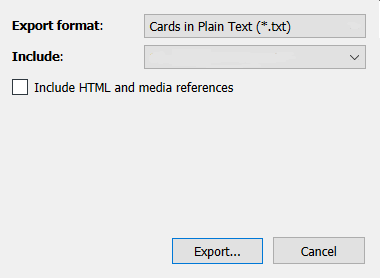 Export format: Cards in Plain Text (*.txt)
Include:
Include HTML and media references
Export... Cancel